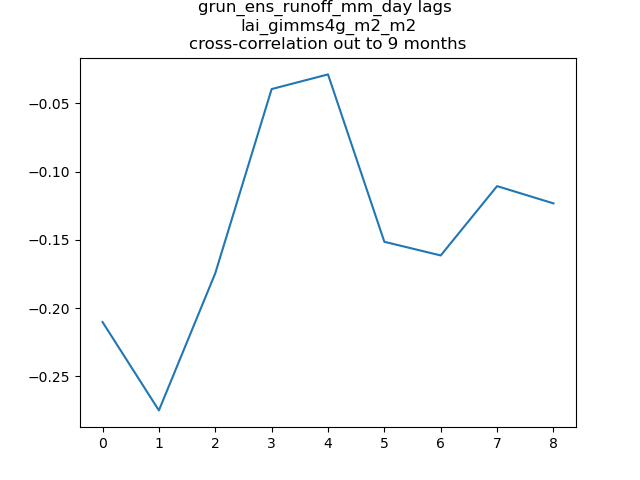 grun_ens_runoff_mm_day lags
lai_gimms4g_m2_m2
cross-correlation out to 9 months
−0.05
−0.10
−0.15
−0.20
−0.25
0 1 2 3 4 5 6 7 8